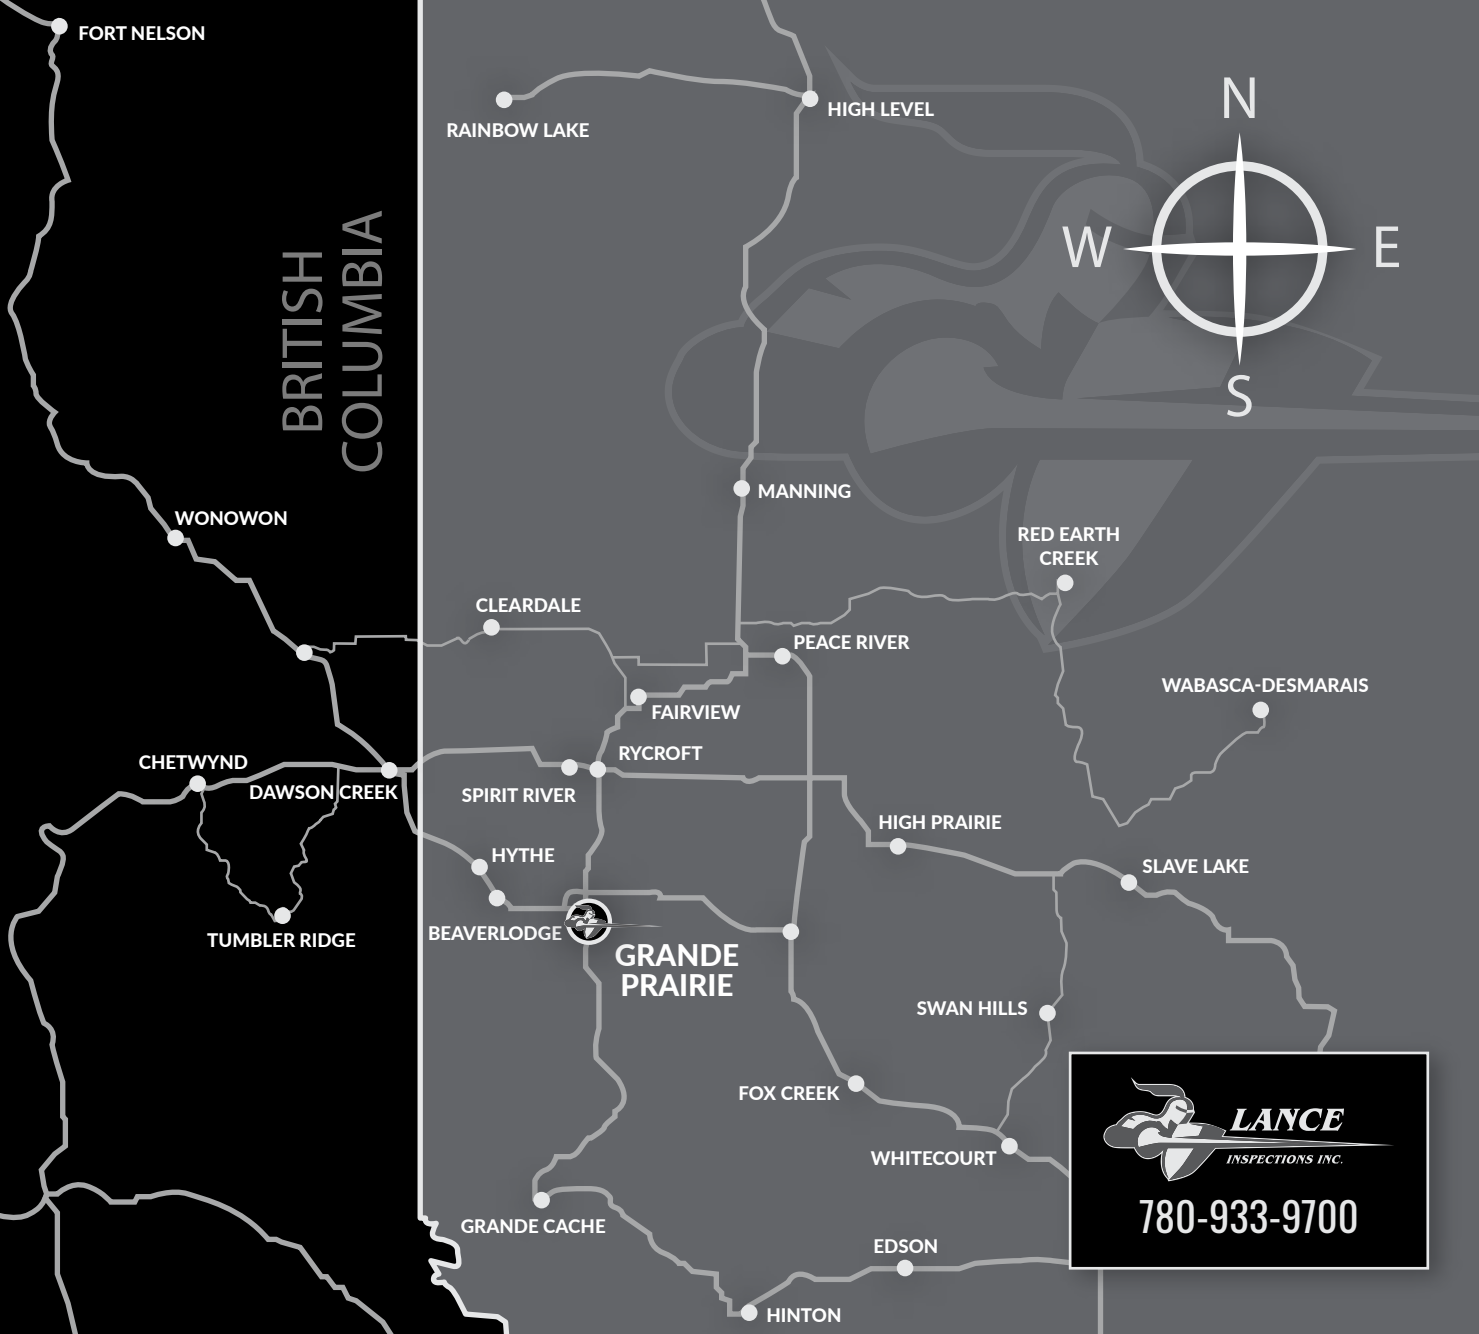 FORT NELSON
RAINBOW LAKE
HIGH LEVEL
N
W
E
S
BRITISH
COLUMBIA
MANNING
WONOWON
RED EARTH
CREEK
CLEARDALE
PEACE RIVER
WABASCA-DESMARAIS
FAIRVIEW
RYCROFT
CHETWYND
DAWSON CREEK
SPIRIT RIVER
HIGH PRAIRIE
HYTHE
SLAVE LAKE
BEAVERLODGE
TUMBLER RIDGE
GRANDE
PRAIRIE
SWAN HILLS
FOX CREEK
WHITECOURT
GRANDE CACHE
EDSON
HINTON
LANCE
INSPECTIONS INC.
780-933-9700